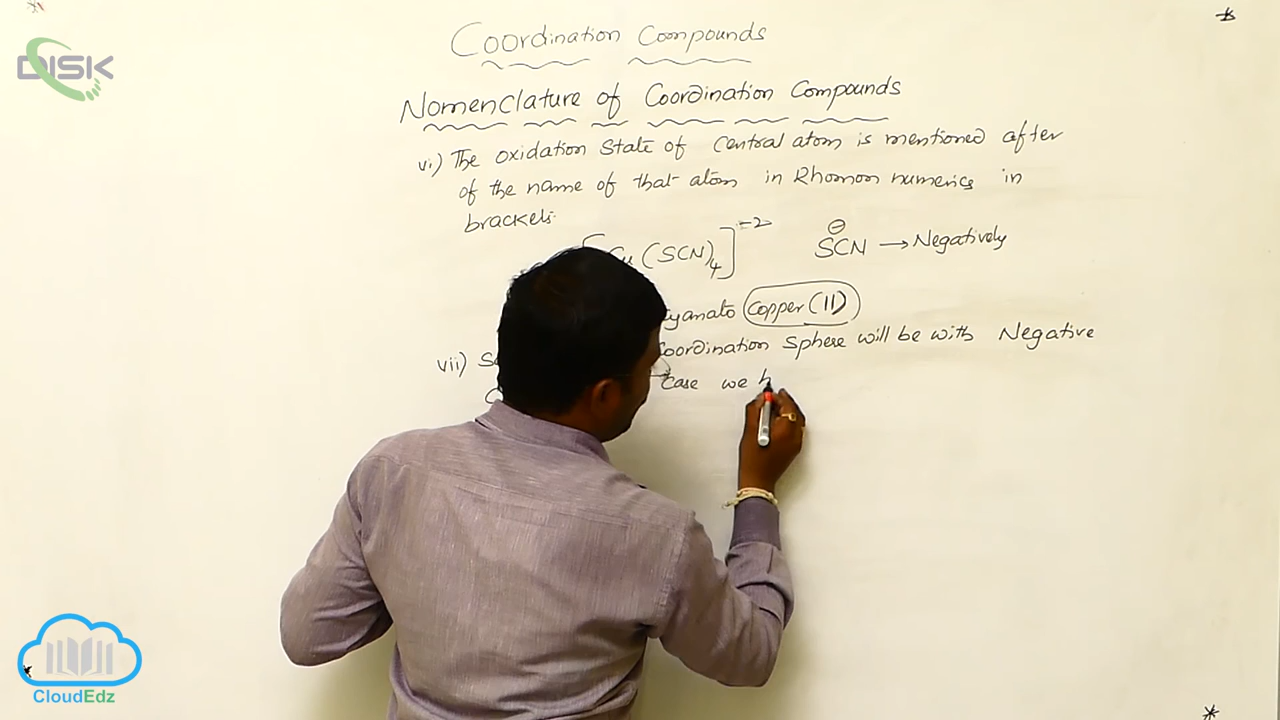 DISK
Coordination Compounds
Nomenclature of Coordination Compounds
vi.) The oxidation State of Central atom is mentioned after
of the name of that atom in Rhomon numerics in
brackets.
(SCN)4]-2 SCN⊖ → Negatively
cyanato Copper (II)
vii) Coordination Sphere will be with Negative
Case we h
CloudEdz